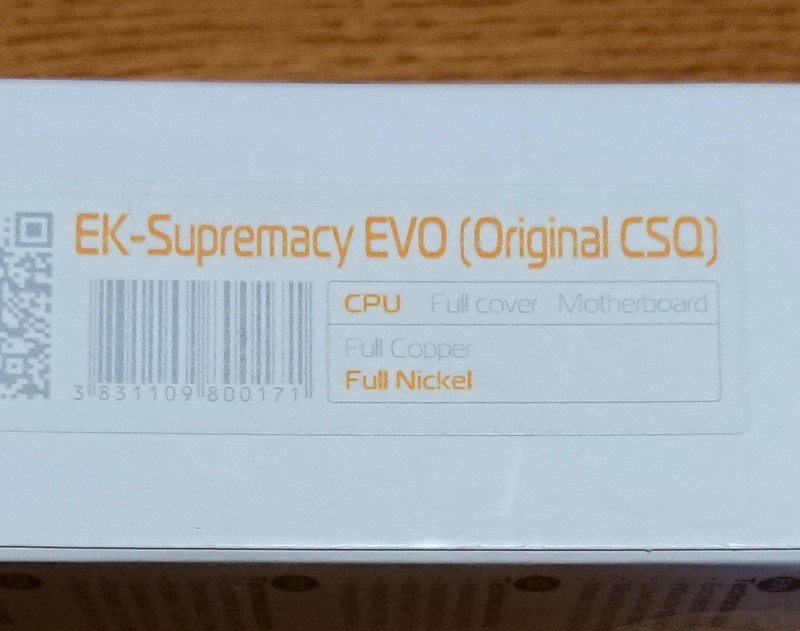 EK-Supremacy EVO (Original CSQ)
CPU Full cover Motherboard
Full Copper
Full Nickel
3 831109 800171